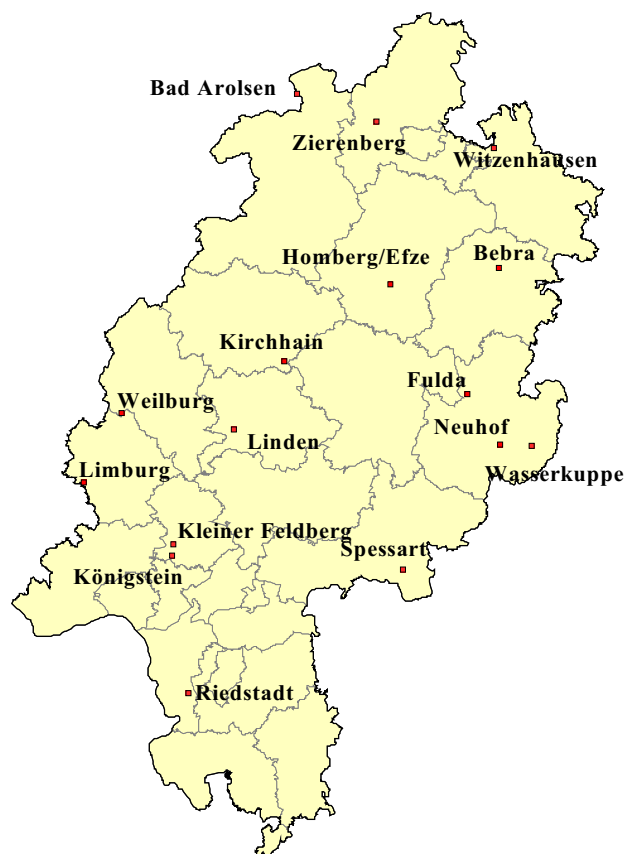 Bad Arolsen
Zierenberg
Witzenhausen
Homberg/Efze
Bebra
Kirchhain
Fulda
Weilburg
Neuhof
Linden
Limburg
Wasserkuppe
Kleiner Feldberg
Spessart
Königstein
Riedstadt